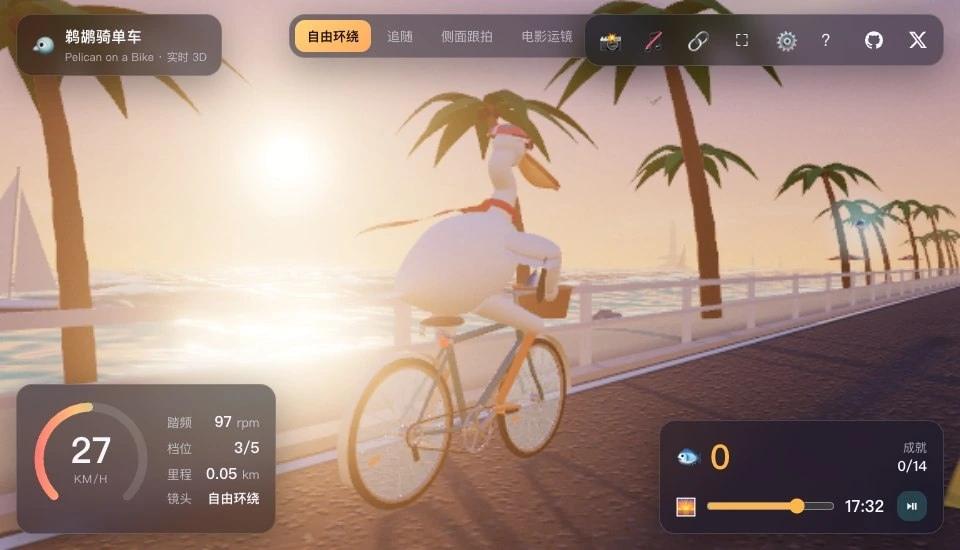 鹈鹕骑单车
Pelican on a Bike · 实时 3D
自由环绕 追随 侧面跟拍 电影运镜
?
27
KM/H
踏频 97 rpm
档位 3/5
里程 0.05 km
镜头 自由环绕
0
成就
0/14
17:32